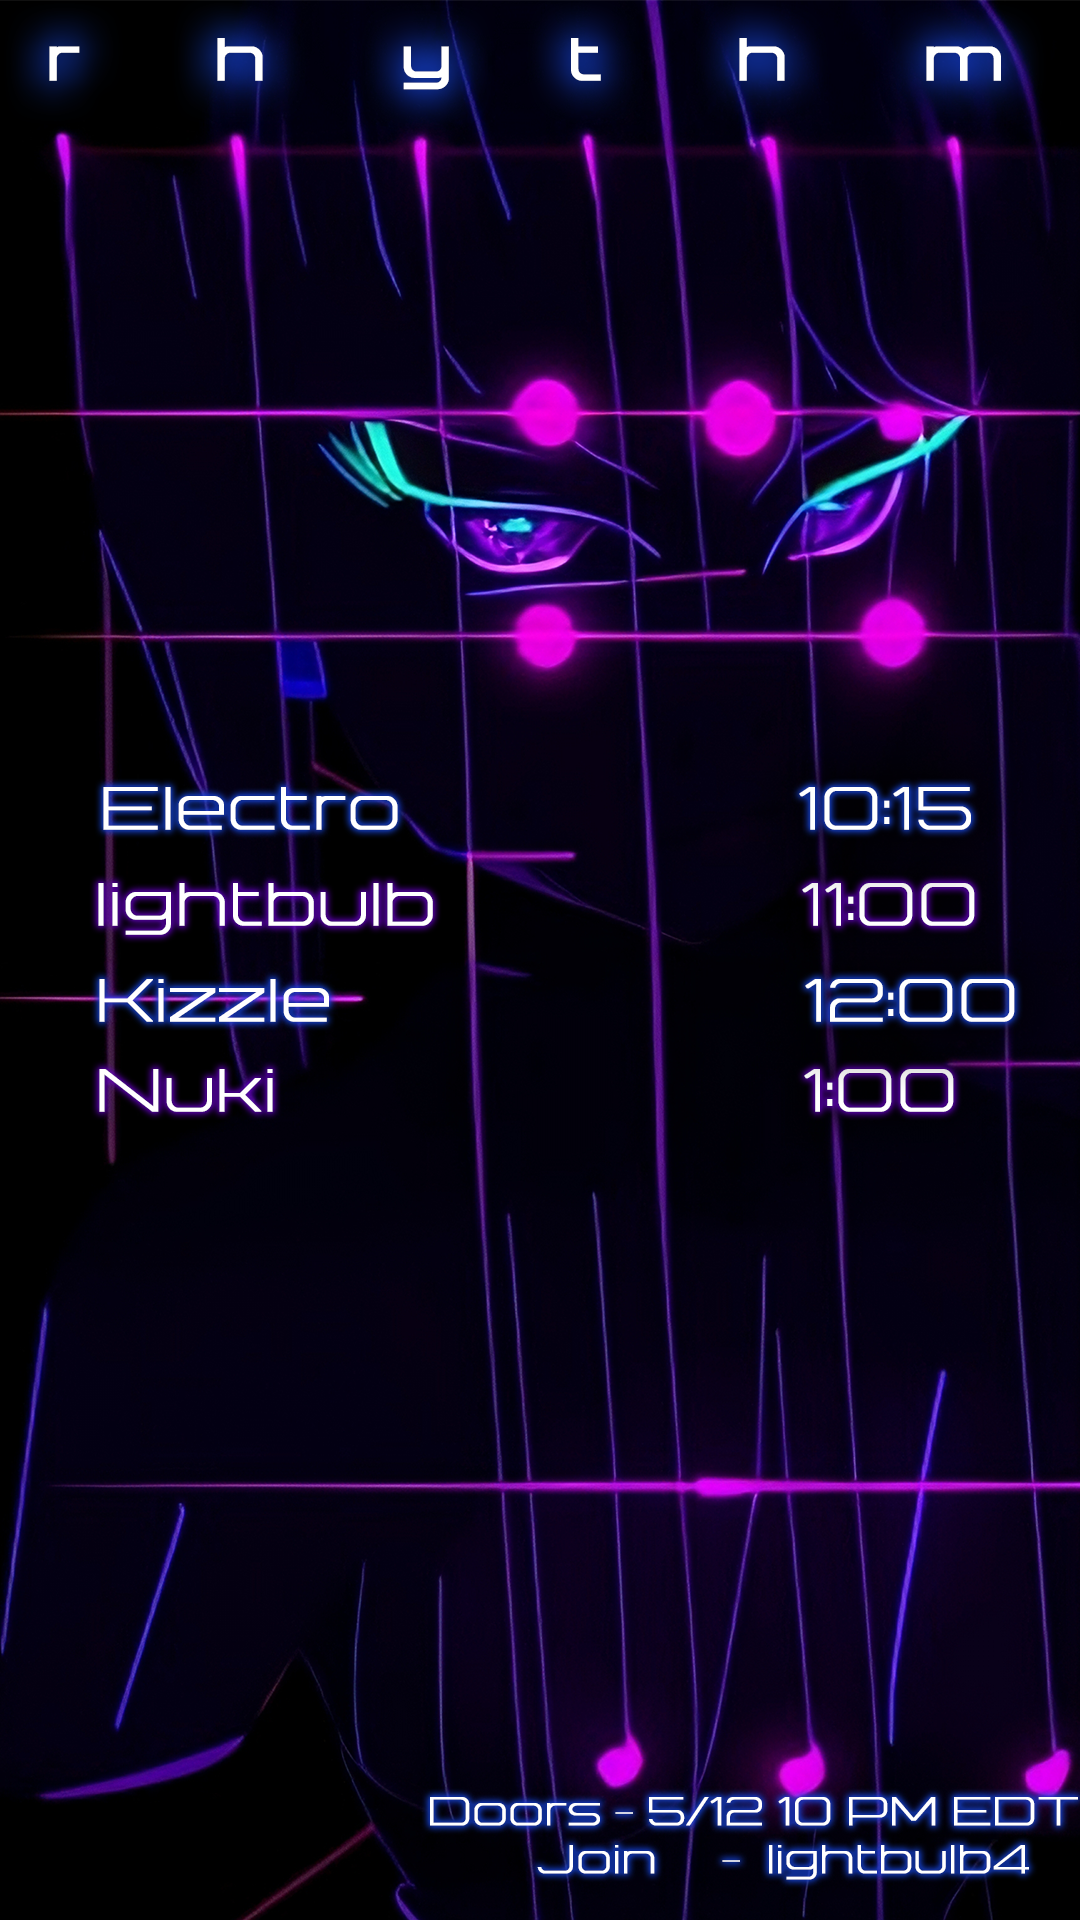 r h y t h m
Electro 10:15
lightbulb 11:00
Kizzle 12:00
Nuki 1:00
Doors - 5/12 10 PM EDT
Join - lightbulb4